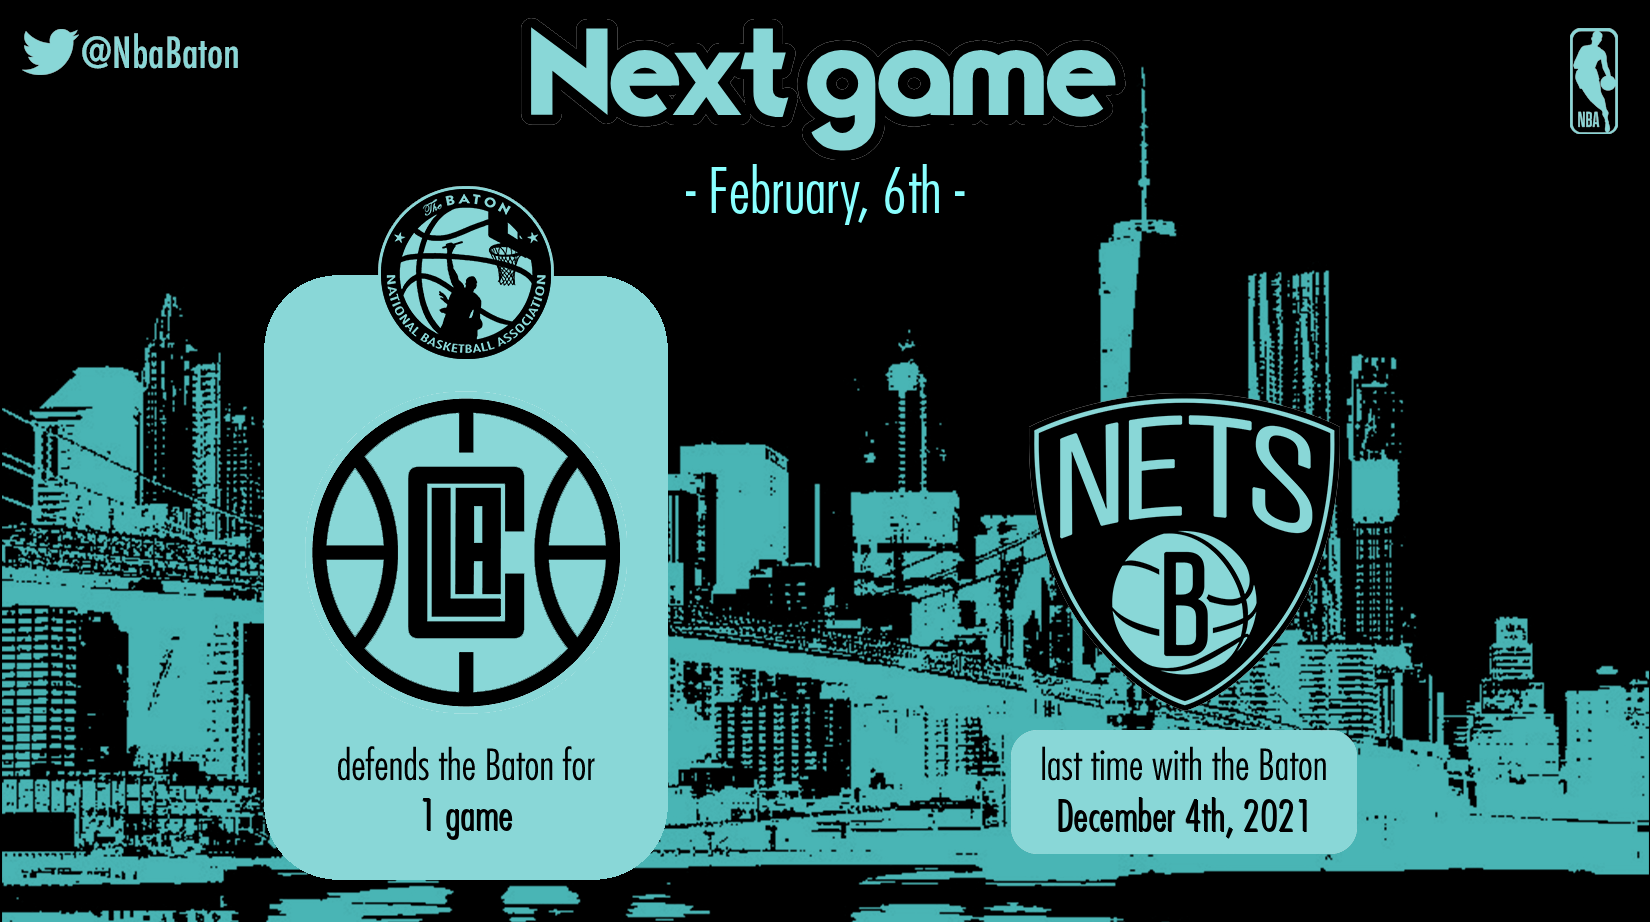 @NbaBaton
Next game
NBA
- February, 6th -
The BATON
NATIONAL BASKETBALL ASSOCIATION
LAC
NETS
B
defends the Baton for
1 game
last time with the Baton
December 4th, 2021